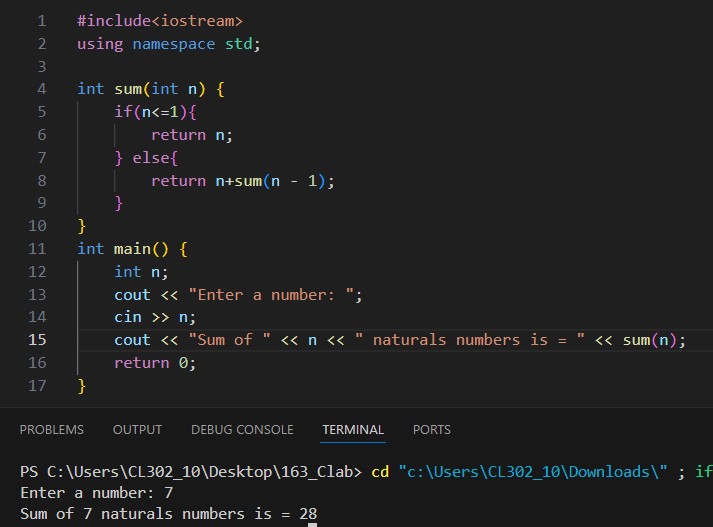 1 #include<iostream>
2 using namespace std;
3
4 int sum(int n) {
5     if(n<=1){
6         return n;
7     } else{
8         return n+sum(n - 1);
9     }
10 }
11 int main() {
12     int n;
13     cout << "Enter a number: ";
14     cin >> n;
15     cout << "Sum of " << n << " naturals numbers is = " << sum(n);
16     return 0;
17 }
PROBLEMS OUTPUT DEBUG CONSOLE TERMINAL PORTS
PS C:\Users\CL302_10\Desktop\163_Clab> cd "c:\Users\CL302_10\Downloads\" ; if
Enter a number: 7
Sum of 7 naturals numbers is = 28